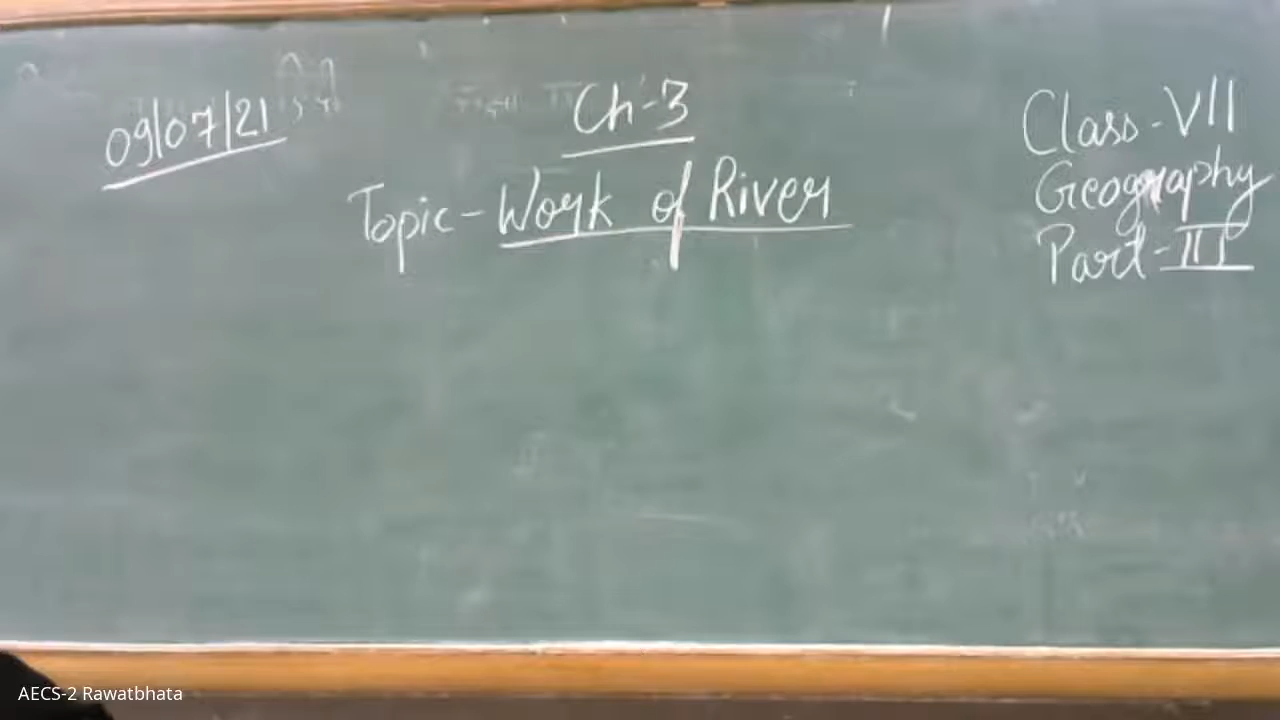 09/07/21
Ch-3
Topic - Work of River
Class - VII
Geography
Part - III
AECS-2 Rawatbhata